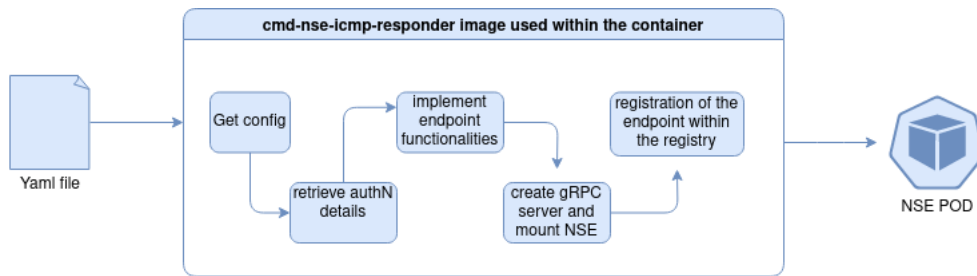 cmd-nse-icmp-responder image used within the container
Yaml file
Get config
retrieve authN
details
implement
endpoint
functionalities
create gRPC
server and
mount NSE
registration of the
endpoint within
the registry
NSE POD